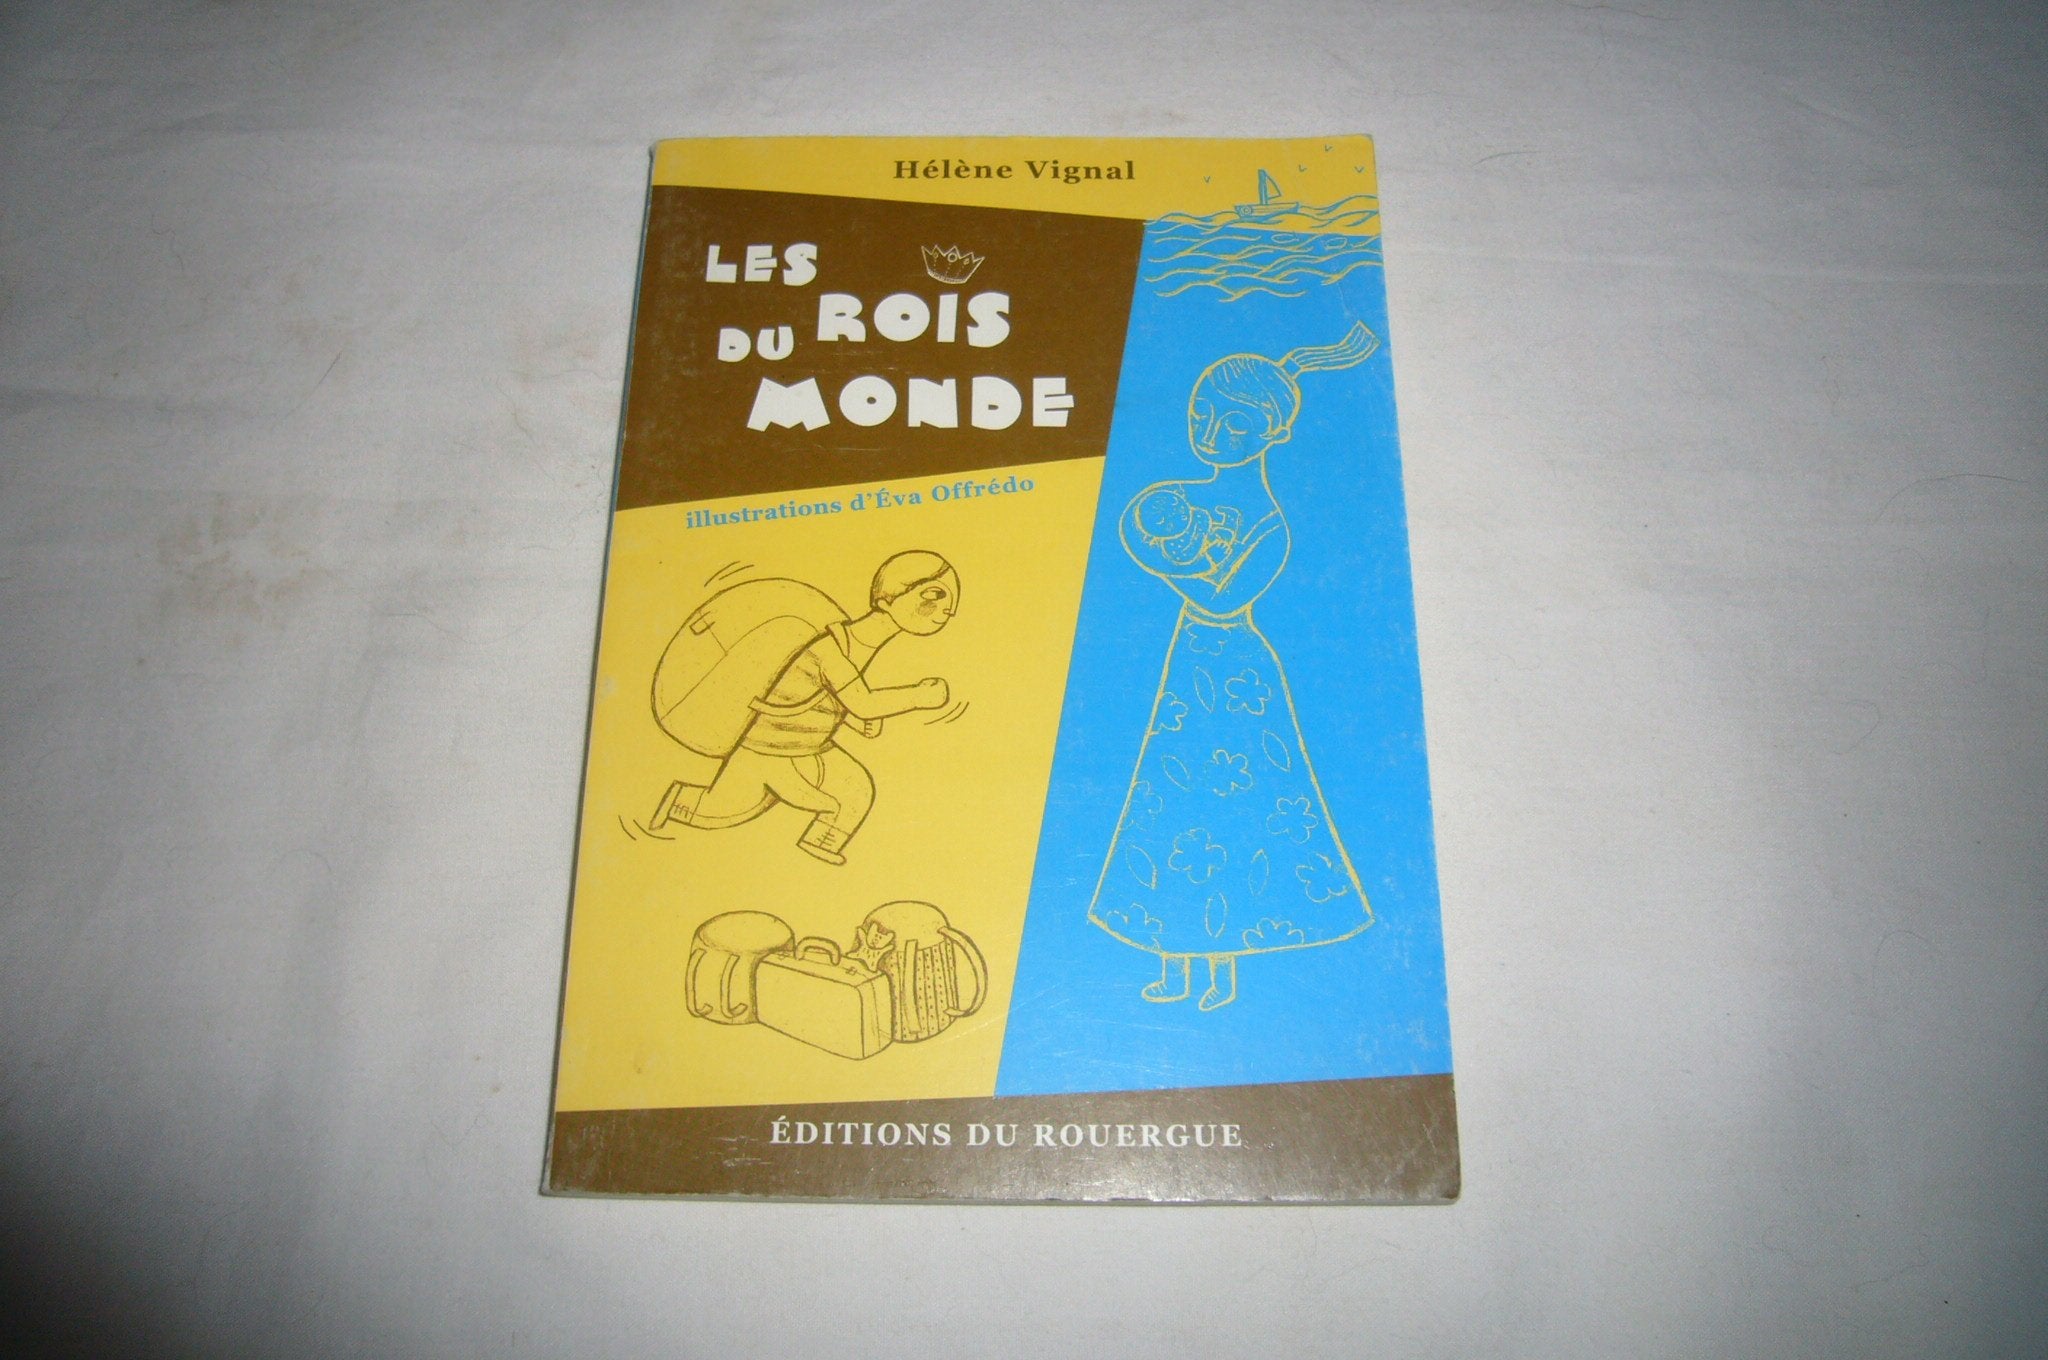 Hélène Vignal
LES
ROIS
DU
MONDE
illustrations d'Éva Offrédo
ÉDITIONS DU ROUERGUE